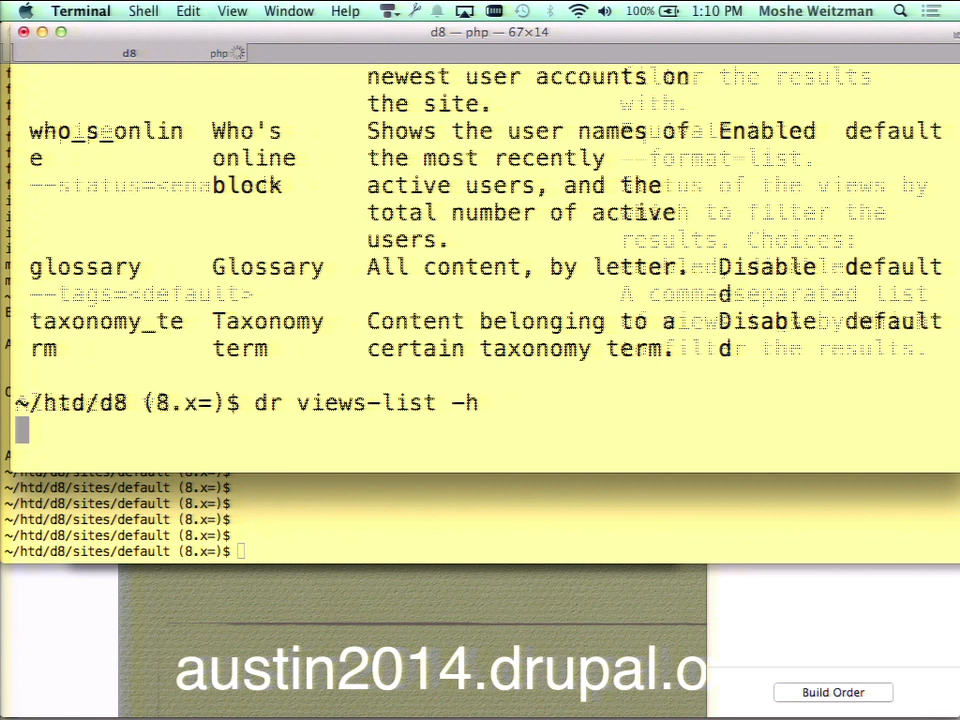 Terminal Shell Edit View Window Help 100% 1:10 PM Moshe Weitzman
d8 — php — 67×14
d8 php
newest user accounts on
the site.
who_s_onlin Who's Shows the user names of Enabled default
e online the most recently
block active users, and the
total number of active
users.
glossary Glossary All content, by letter. Disable default
d
taxonomy_te Taxonomy Content belonging to a Disable default
rm term certain taxonomy term. d
~/htd/d8 (8.x=)$ dr views-list -h
~/htd/d8/sites/default (8.x=)$
~/htd/d8/sites/default (8.x=)$
~/htd/d8/sites/default (8.x=)$
~/htd/d8/sites/default (8.x=)$
~/htd/d8/sites/default (8.x=)$
~/htd/d8/sites/default (8.x=)$
austin2014.drupal.o
Build Order